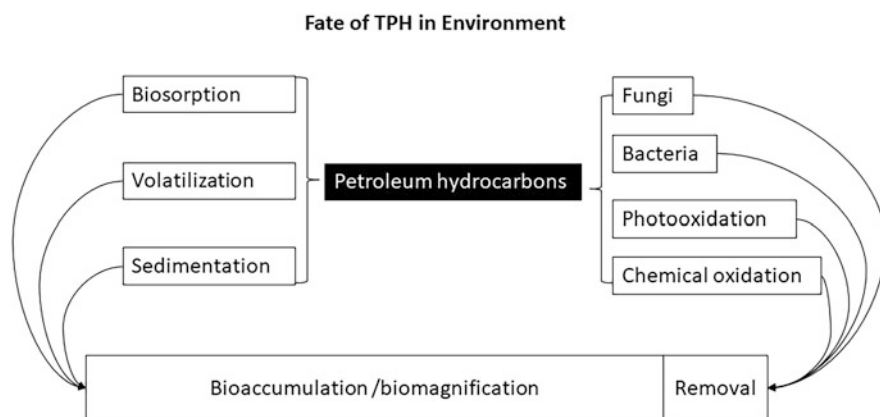 Fate of TPH in Environment
Biosorption
Volatilization
Sedimentation
Petroleum hydrocarbons
Fungi
Bacteria
Photooxidation
Chemical oxidation
Bioaccumulation /biomagnification
Removal